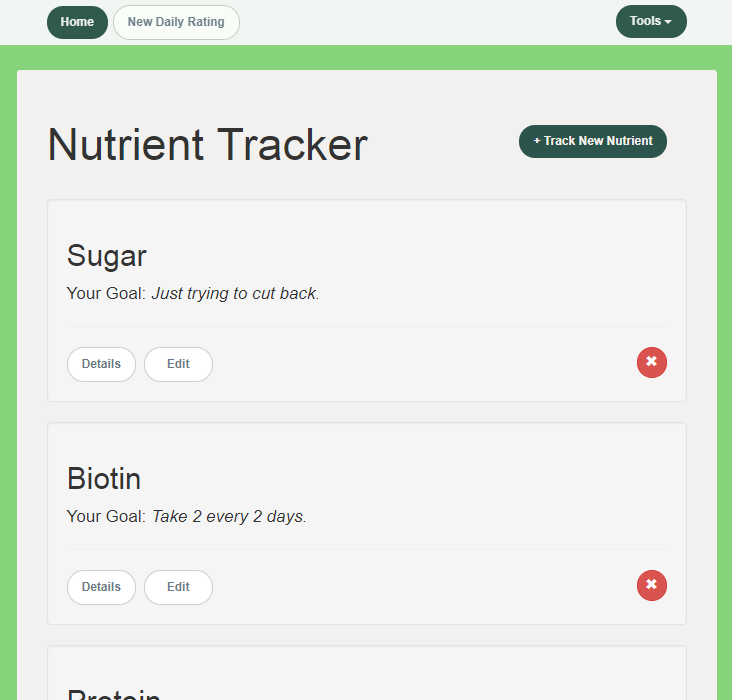 Home New Daily Rating Tools
Nutrient Tracker
+ Track New Nutrient
Sugar
Your Goal: Just trying to cut back.
Details Edit
Biotin
Your Goal: Take 2 every 2 days.
Details Edit
Protein